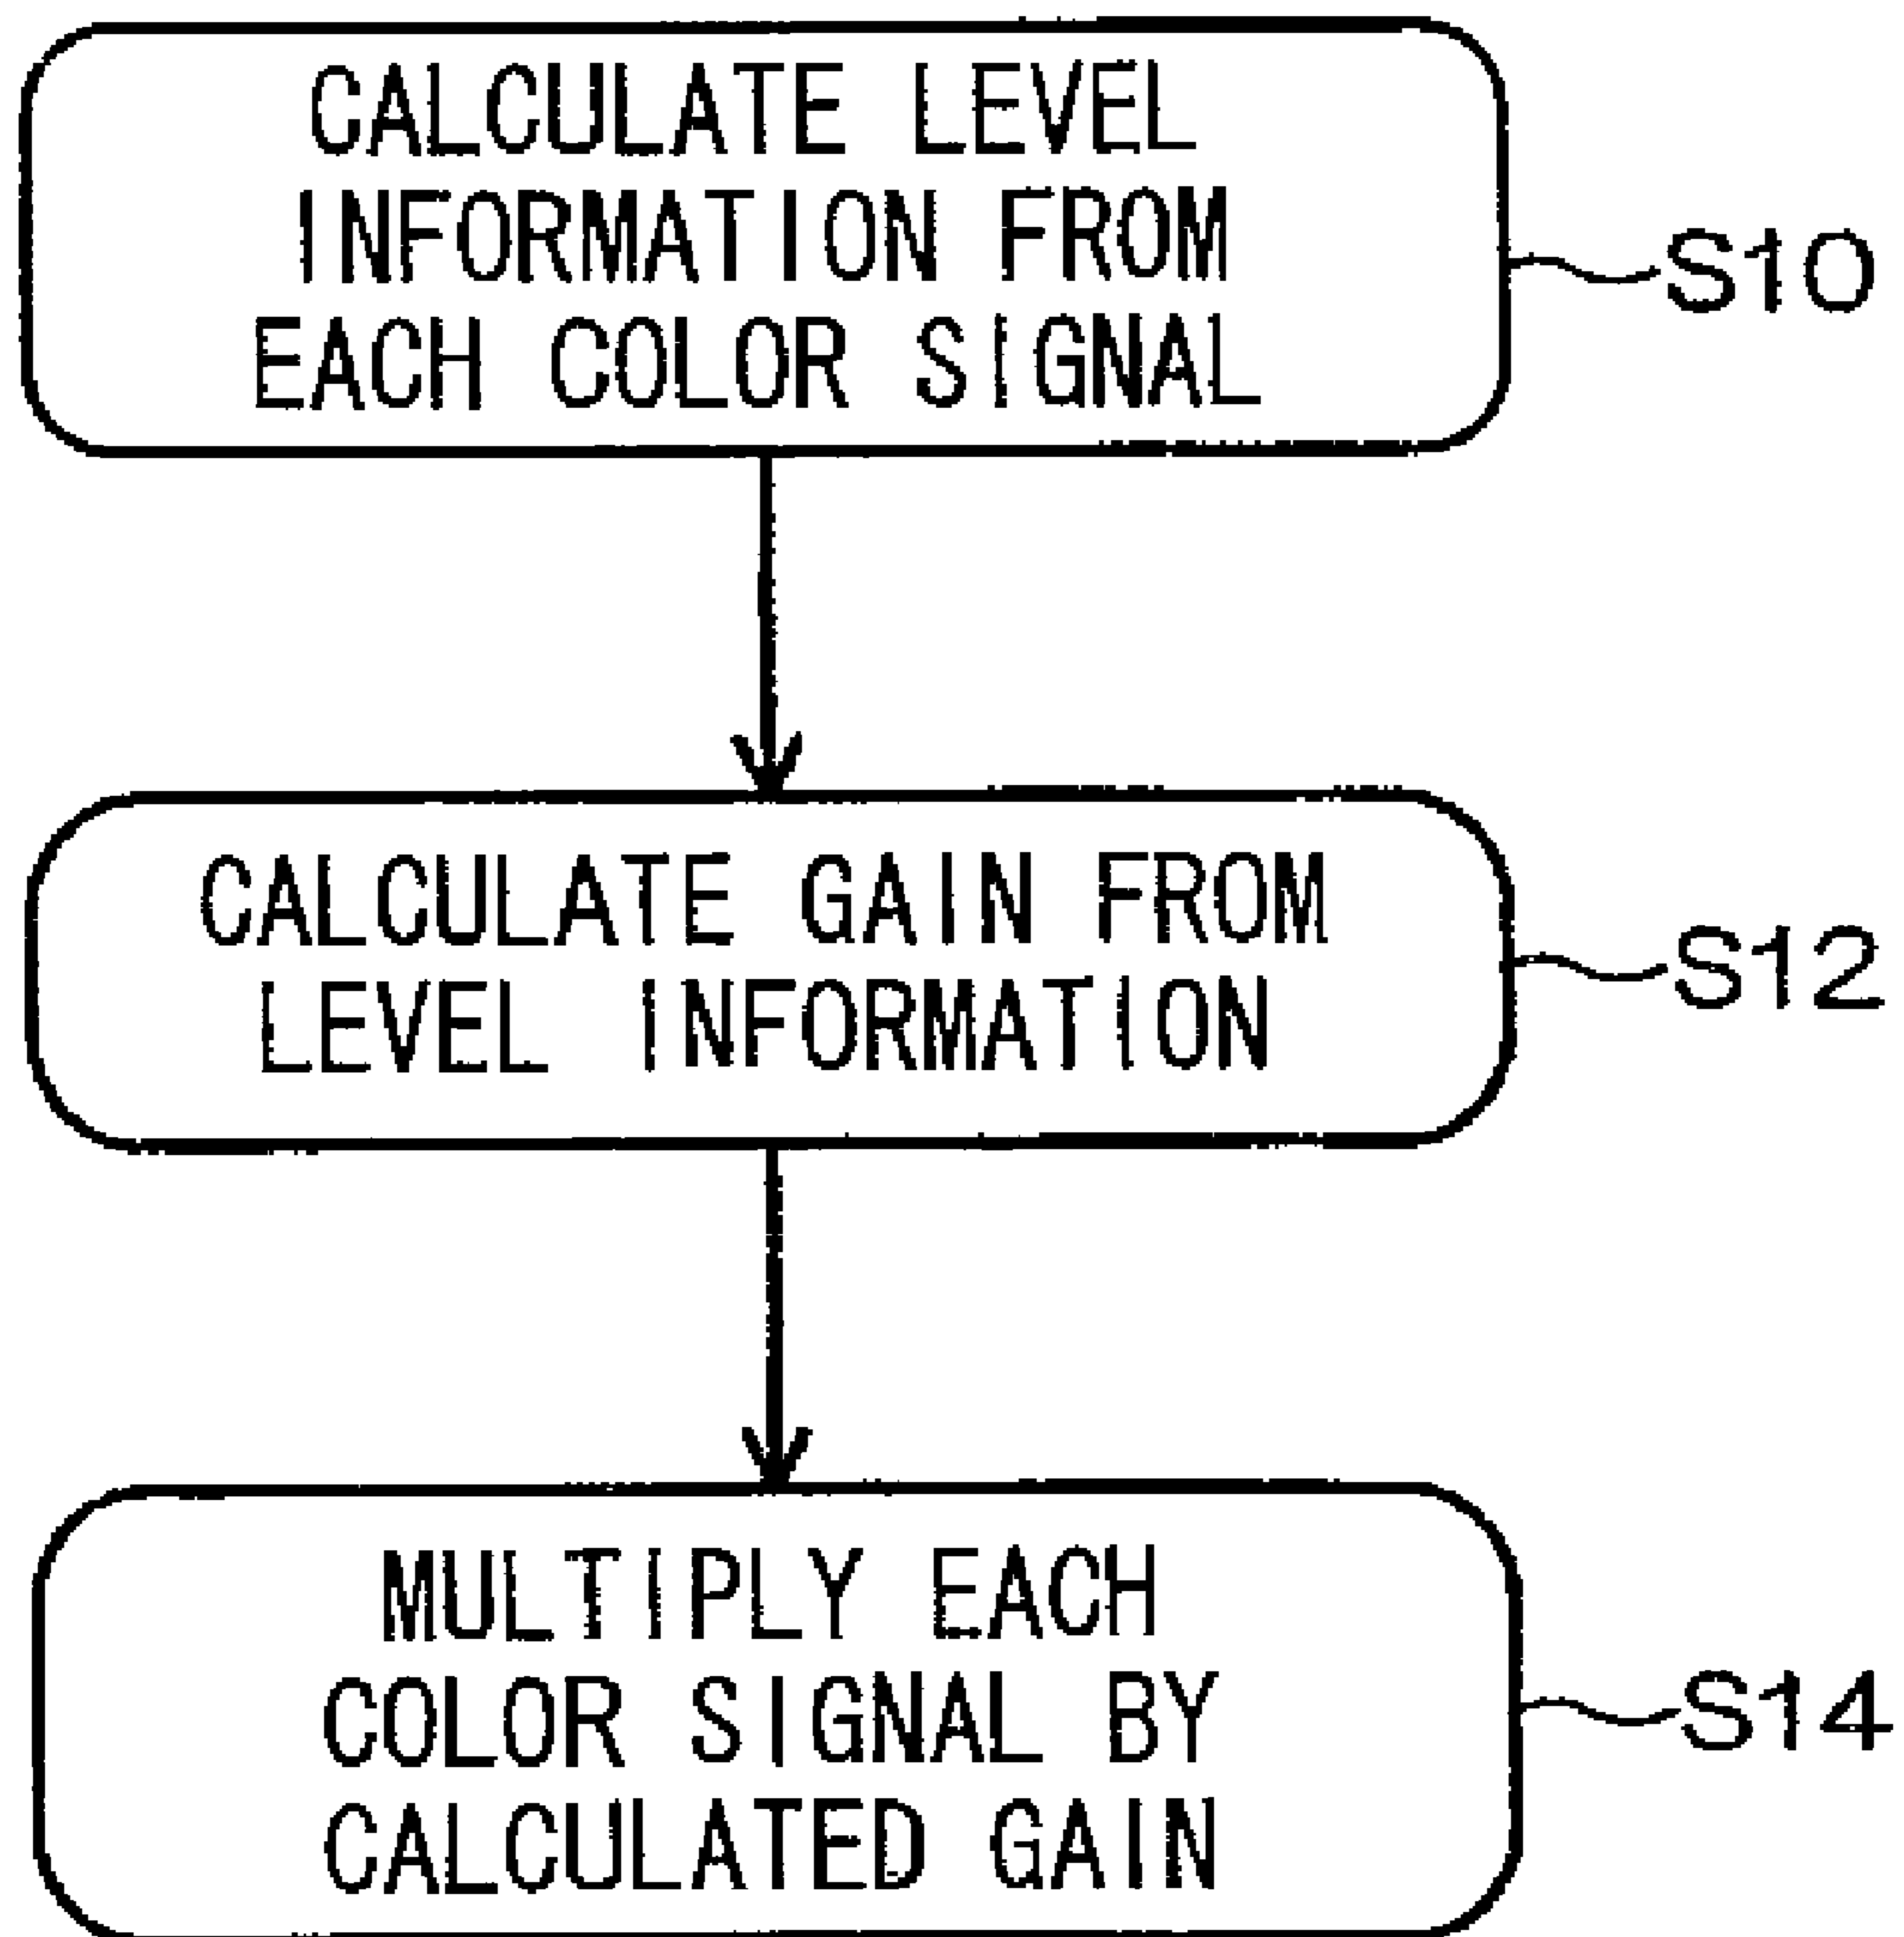 CALCULATE LEVEL
INFORMATION FROM
EACH COLOR SIGNAL
S10
CALCULATE GAIN FROM
LEVEL INFORMATION
S12
MULTIPLY EACH
COLOR SIGNAL BY
CALCULATED GAIN
S14